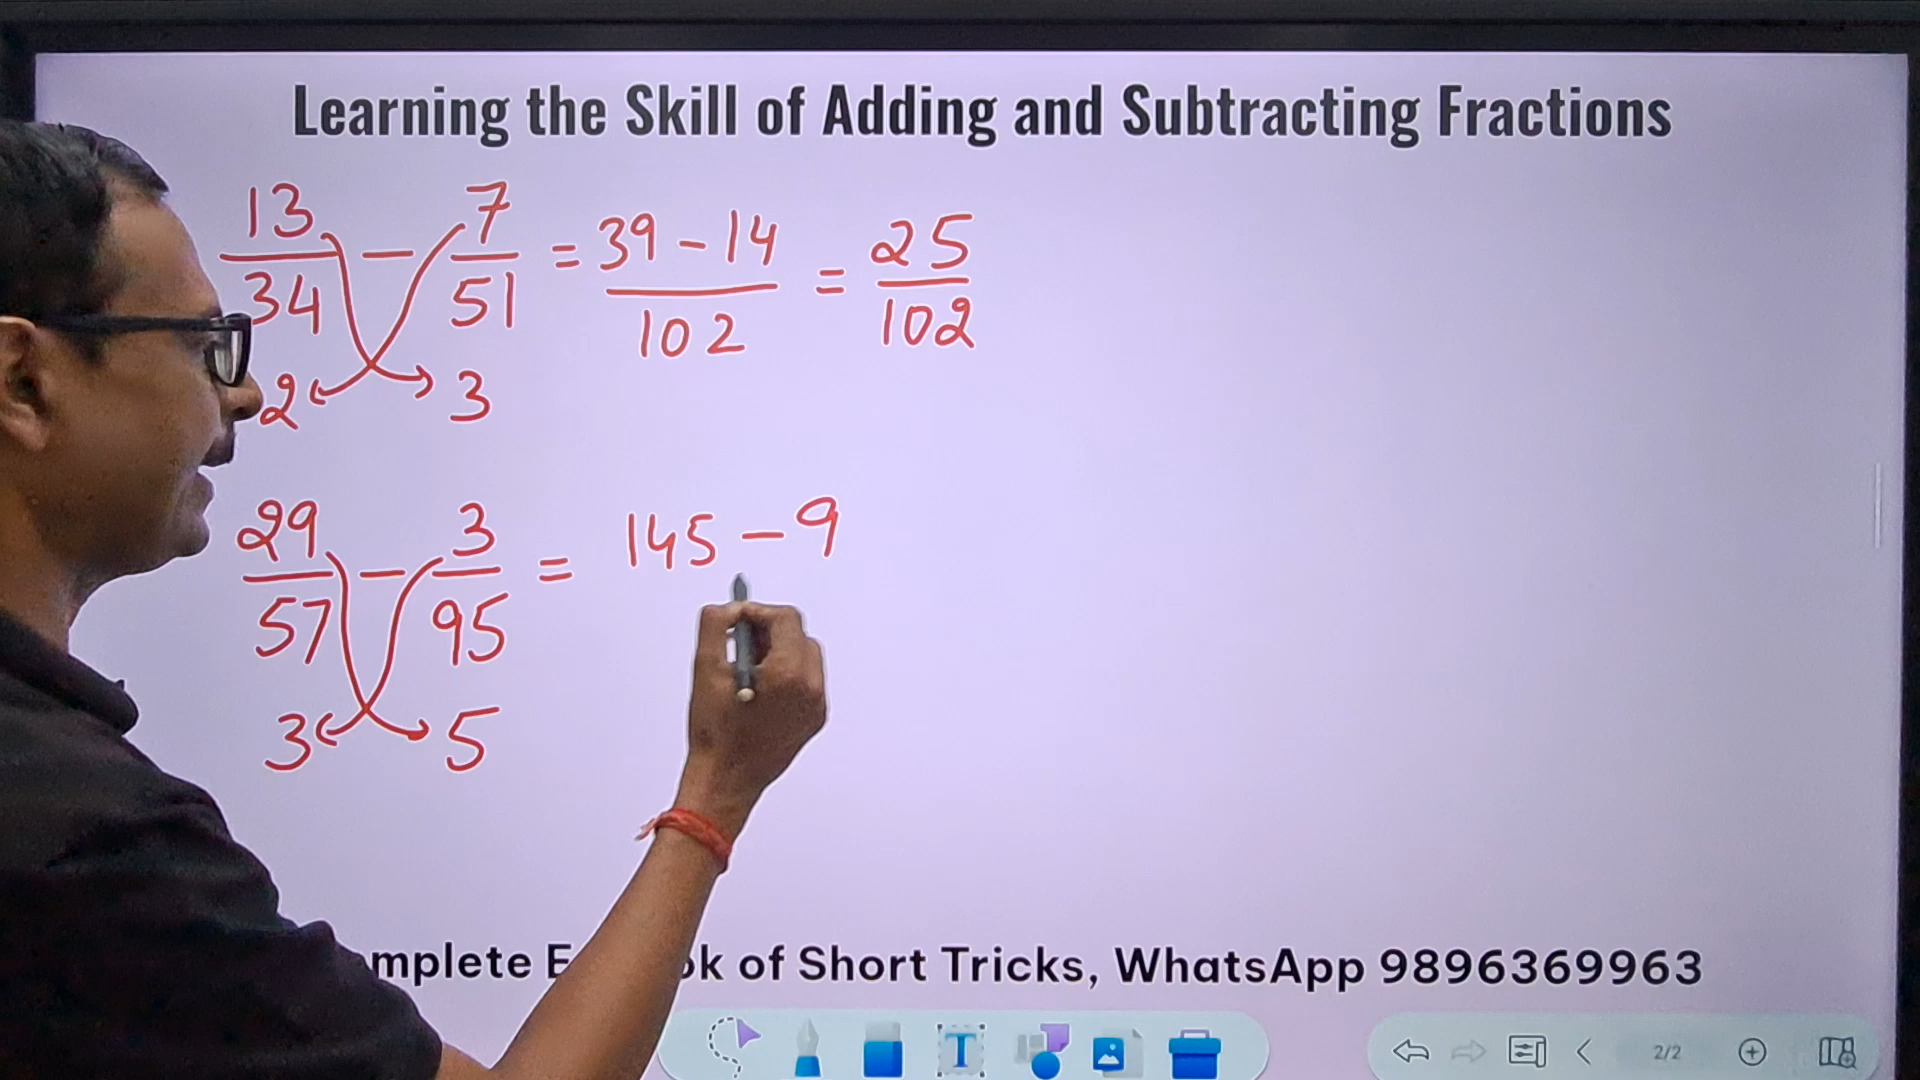 Learning the Skill of Adding and Subtracting Fractions
13/34 - 7/51 = 39 - 14/102 = 25/102
2 3
29/57 - 3/95 = 145 - 9
3 5
of Short Tricks, WhatsApp 9896369963
T 2/2